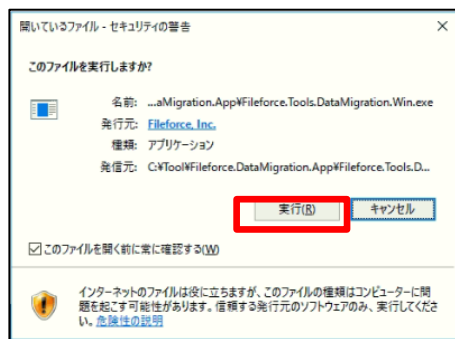 開いているファイル - セキュリティの警告
このファイルを実行しますか?
名前: ...aMigration.App¥Fileforce.Tools.DataMigration.Win.exe
発行元: Fileforce, Inc.
種類: アプリケーション
発信元: C:¥Tool¥Fileforce.DataMigration.App¥Fileforce.Tools.D...
実行(R) キャンセル
このファイルを開く前に常に確認する(W)
インターネットのファイルは役に立ちますが、このファイルの種類はコンピューターに問
題を起こす可能性があります。信頼する発行元のソフトウェアのみ、実行してくださ
い。危険性の説明